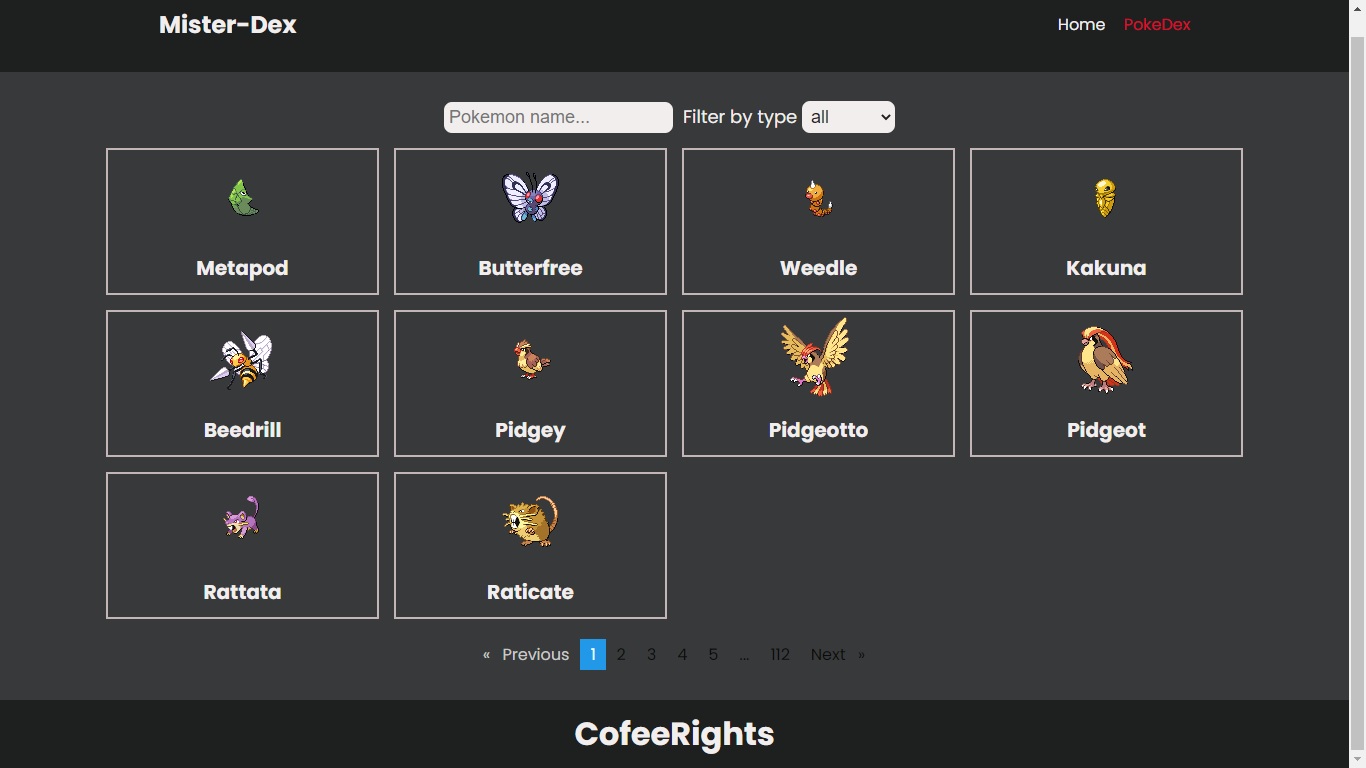 Mister-Dex
Home PokeDex
Pokemon name... Filter by type all
Metapod Butterfree Weedle Kakuna
Beedrill Pidgey Pidgeotto Pidgeot
Rattata Raticate
« Previous 1 2 3 4 5 ... 112 Next »
CofeeRights